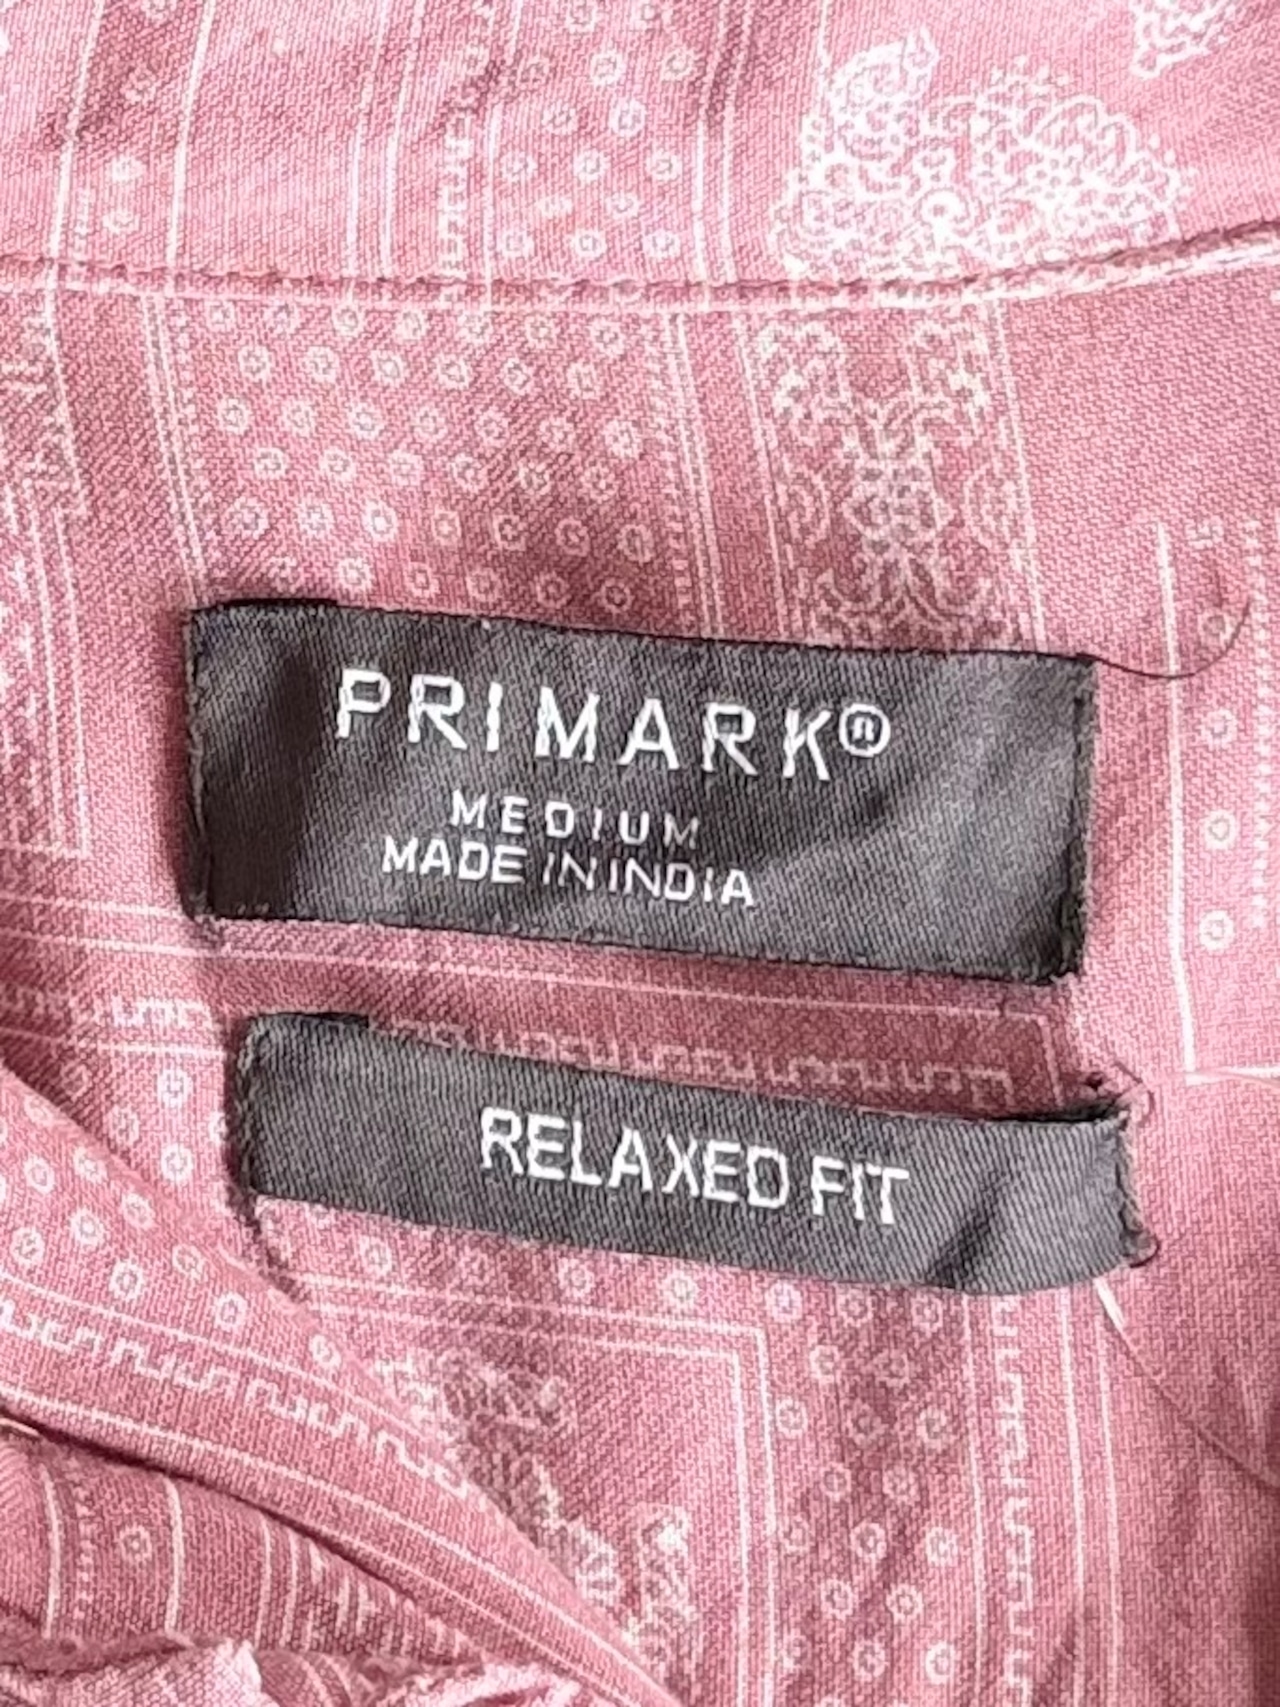 PRIMARK®
MEDIUM
MADE IN INDIA
RELAXED FIT